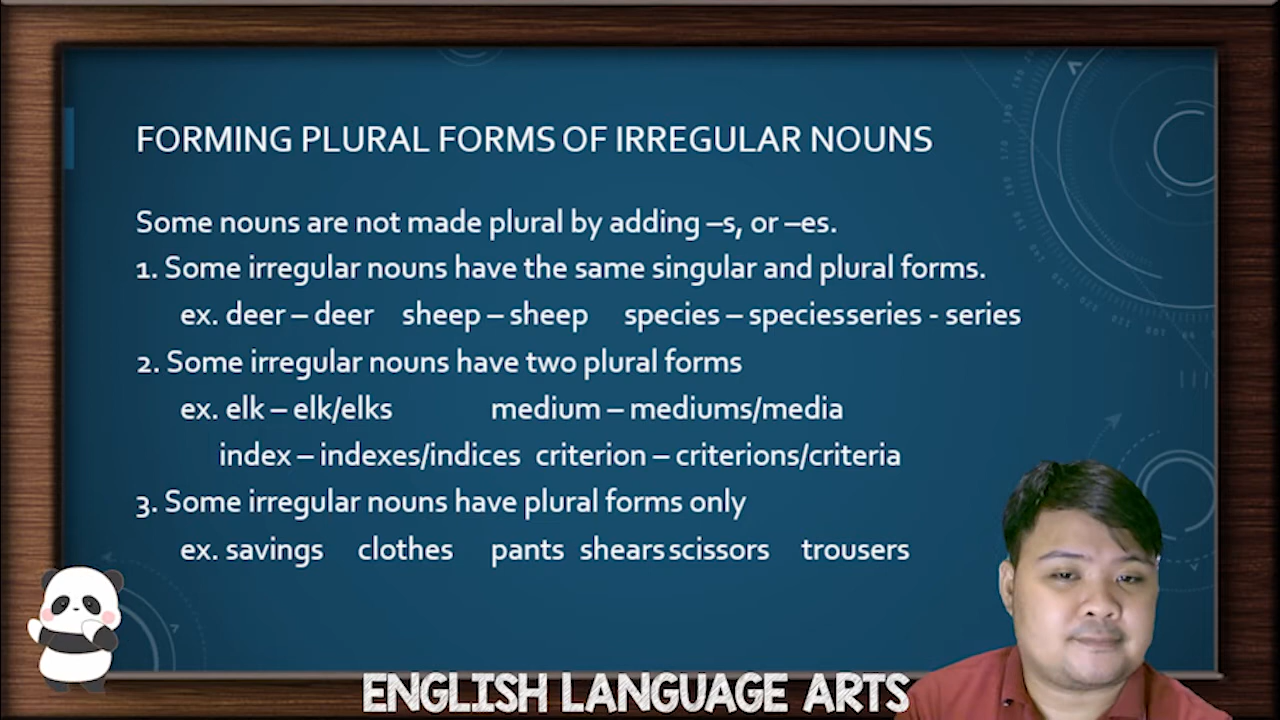 FORMING PLURAL FORMS OF IRREGULAR NOUNS
Some nouns are not made plural by adding –s, or –es.
1. Some irregular nouns have the same singular and plural forms.
ex. deer – deer sheep – sheep species – speciesseries - series
2. Some irregular nouns have two plural forms
ex. elk – elk/elks medium – mediums/media
index – indexes/indices criterion – criterions/criteria
3. Some irregular nouns have plural forms only
ex. savings clothes pants shears scissors trousers
ENGLISH LANGUAGE ARTS